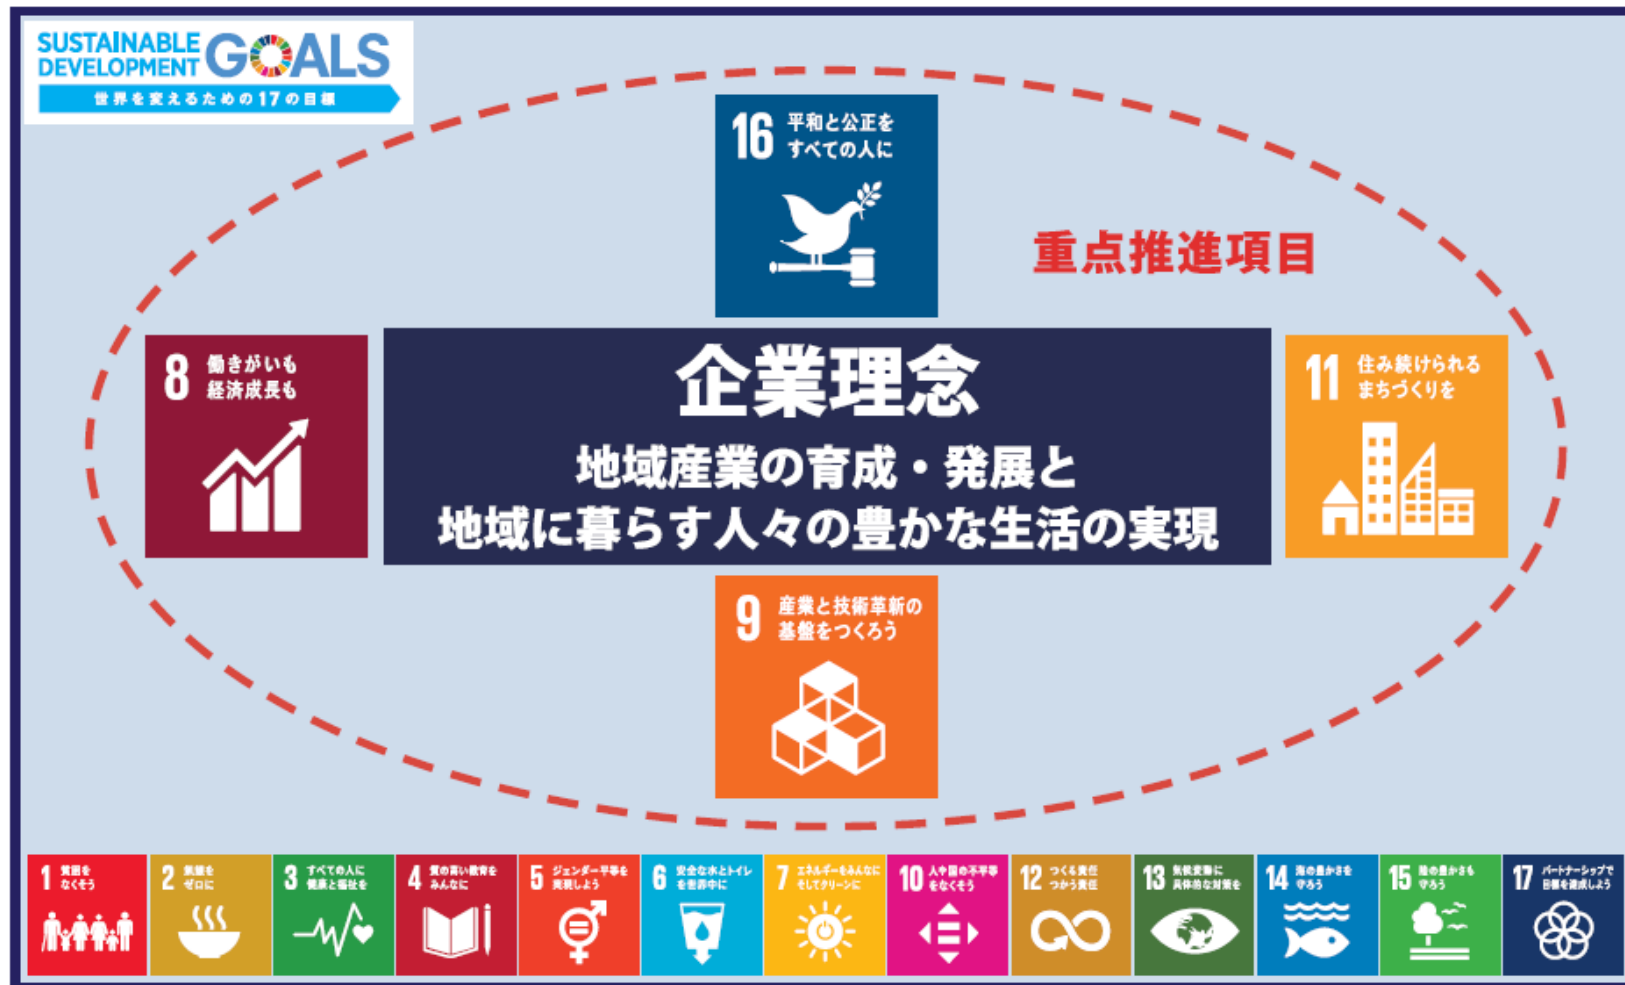 SUSTAINABLE
DEVELOPMENT GOALS
世界を変えるための17の目標
16 平和と公正を
すべての人に
重点推進項目
8 働きがいも
経済成長も
企業理念
地域産業の育成・発展と
地域に暮らす人々の豊かな生活の実現
11 住み続けられる
まちづくりを
9 産業と技術革新の
基盤をつくろう
1 貧困を
なくそう
2 飢餓を
ゼロに
3 すべての人に
健康と福祉を
4 質の高い教育を
みんなに
5 ジェンダー平等を
実現しよう
6 安全な水とトイレ
を世界中に
7 エネルギーをみんなに
そしてクリーンに
10 人や国の不平等
をなくそう
12 つくる責任
つかう責任
13 気候変動に
具体的な対策を
14 海の豊かさを
守ろう
15 陸の豊かさも
守ろう
17 パートナーシップで
目標を達成しよう